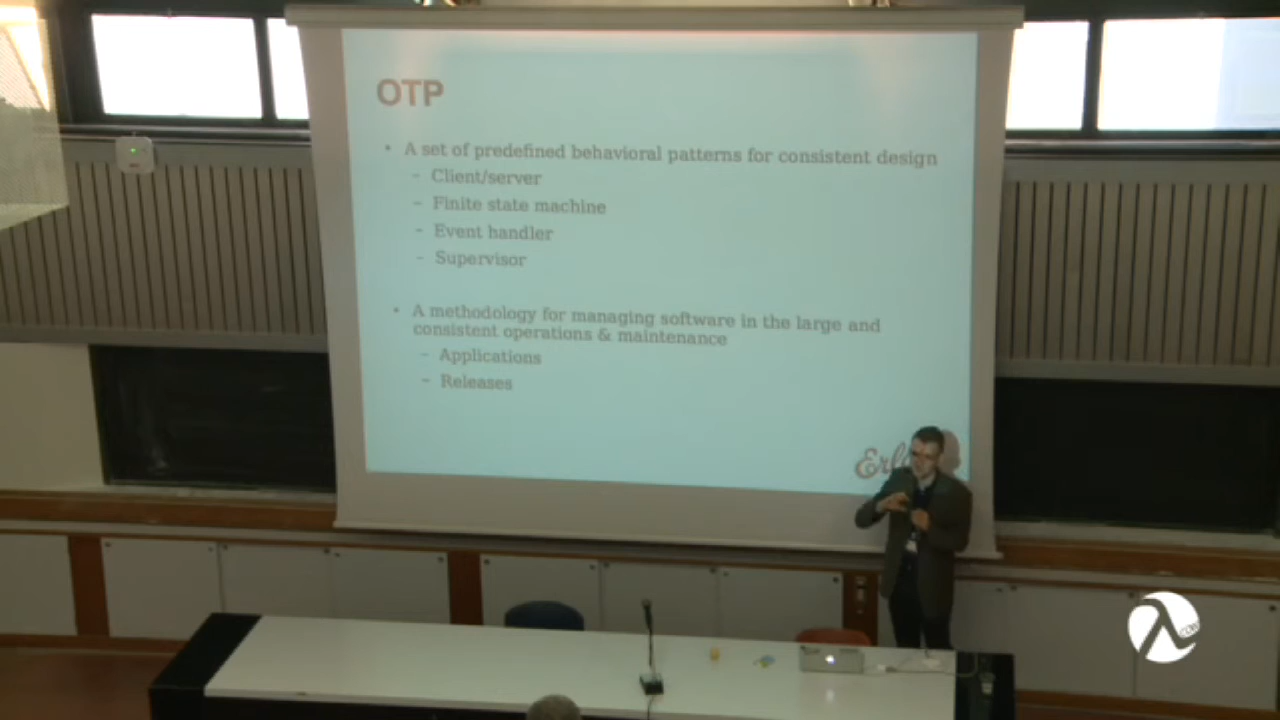 OTP
• A set of predefined behavioral patterns for consistent design
– Client/server
– Finite state machine
– Event handler
– Supervisor
• A methodology for managing software in the large and
consistent operations & maintenance
– Applications
– Releases
λ